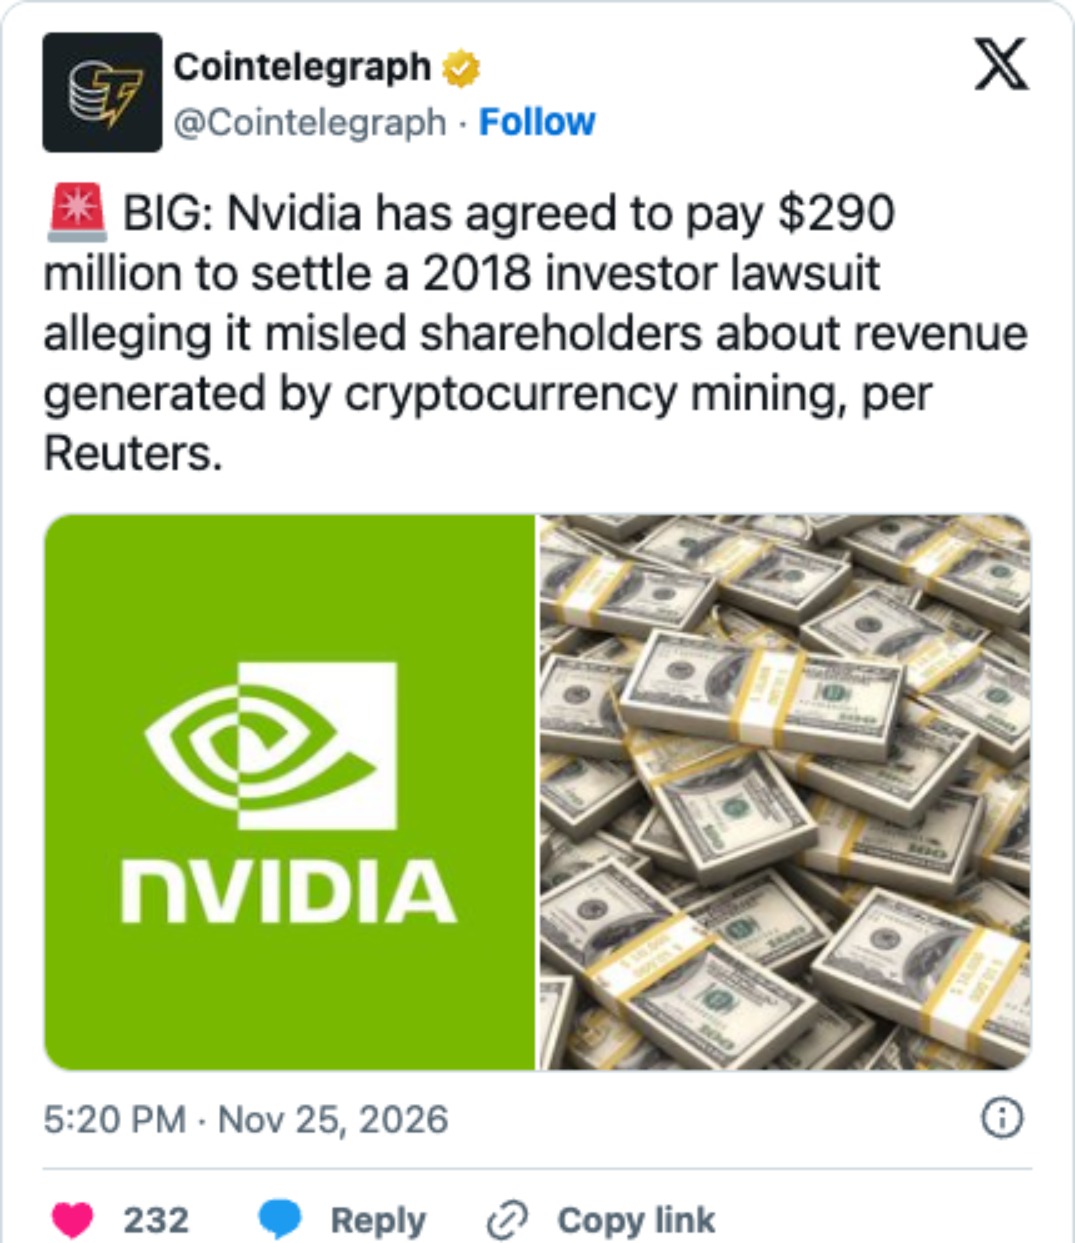 Cointelegraph
@Cointelegraph · Follow
🚨 BIG: Nvidia has agreed to pay $290
million to settle a 2018 investor lawsuit
alleging it misled shareholders about revenue
generated by cryptocurrency mining, per
Reuters.
NVIDIA
5:20 PM · Nov 25, 2026
232 Reply Copy link